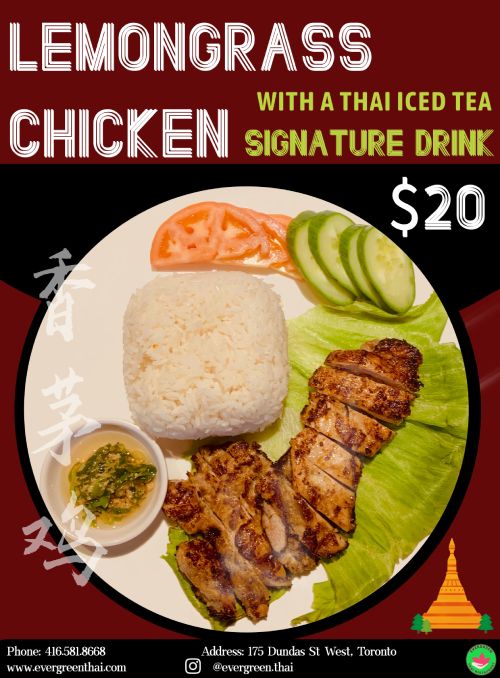 LEMONGRASS
CHICKEN
WITH A THAI ICED TEA
SIGNATURE DRINK
$20
香
茅
鸡
Phone: 416.581.8668
Address: 175 Dundas St West, Toronto
www.evergreenthai.com
@evergreen.thai